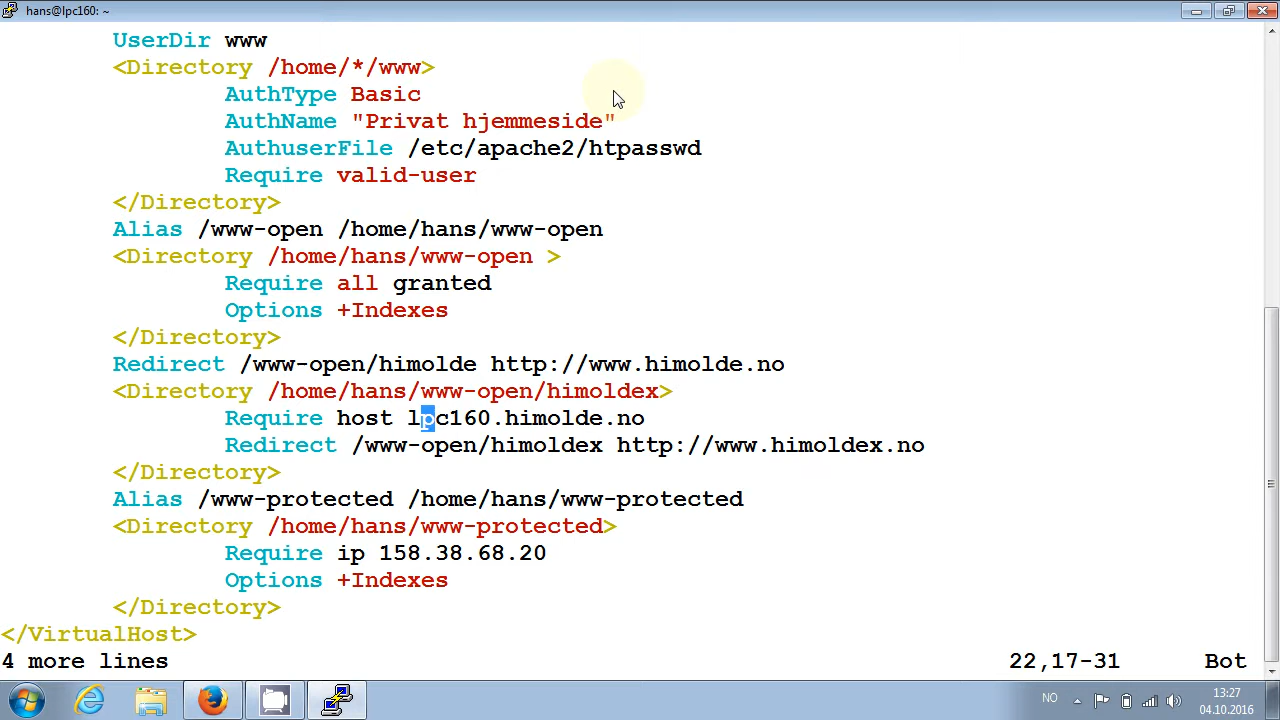 hans@lpc160: ~
UserDir www
<Directory /home/*/www>
AuthType Basic
AuthName "Privat hjemmeside"
AuthuserFile /etc/apache2/htpasswd
Require valid-user
</Directory>
Alias /www-open /home/hans/www-open
<Directory /home/hans/www-open >
Require all granted
Options +Indexes
</Directory>
Redirect /www-open/himolde http://www.himolde.no
<Directory /home/hans/www-open/himoldex>
Require host lpc160.himolde.no
Redirect /www-open/himoldex http://www.himoldex.no
</Directory>
Alias /www-protected /home/hans/www-protected
<Directory /home/hans/www-protected>
Require ip 158.38.68.20
Options +Indexes
</Directory>
</VirtualHost>
4 more lines 22,17-31 Bot
NO 13:27
04.10.2016